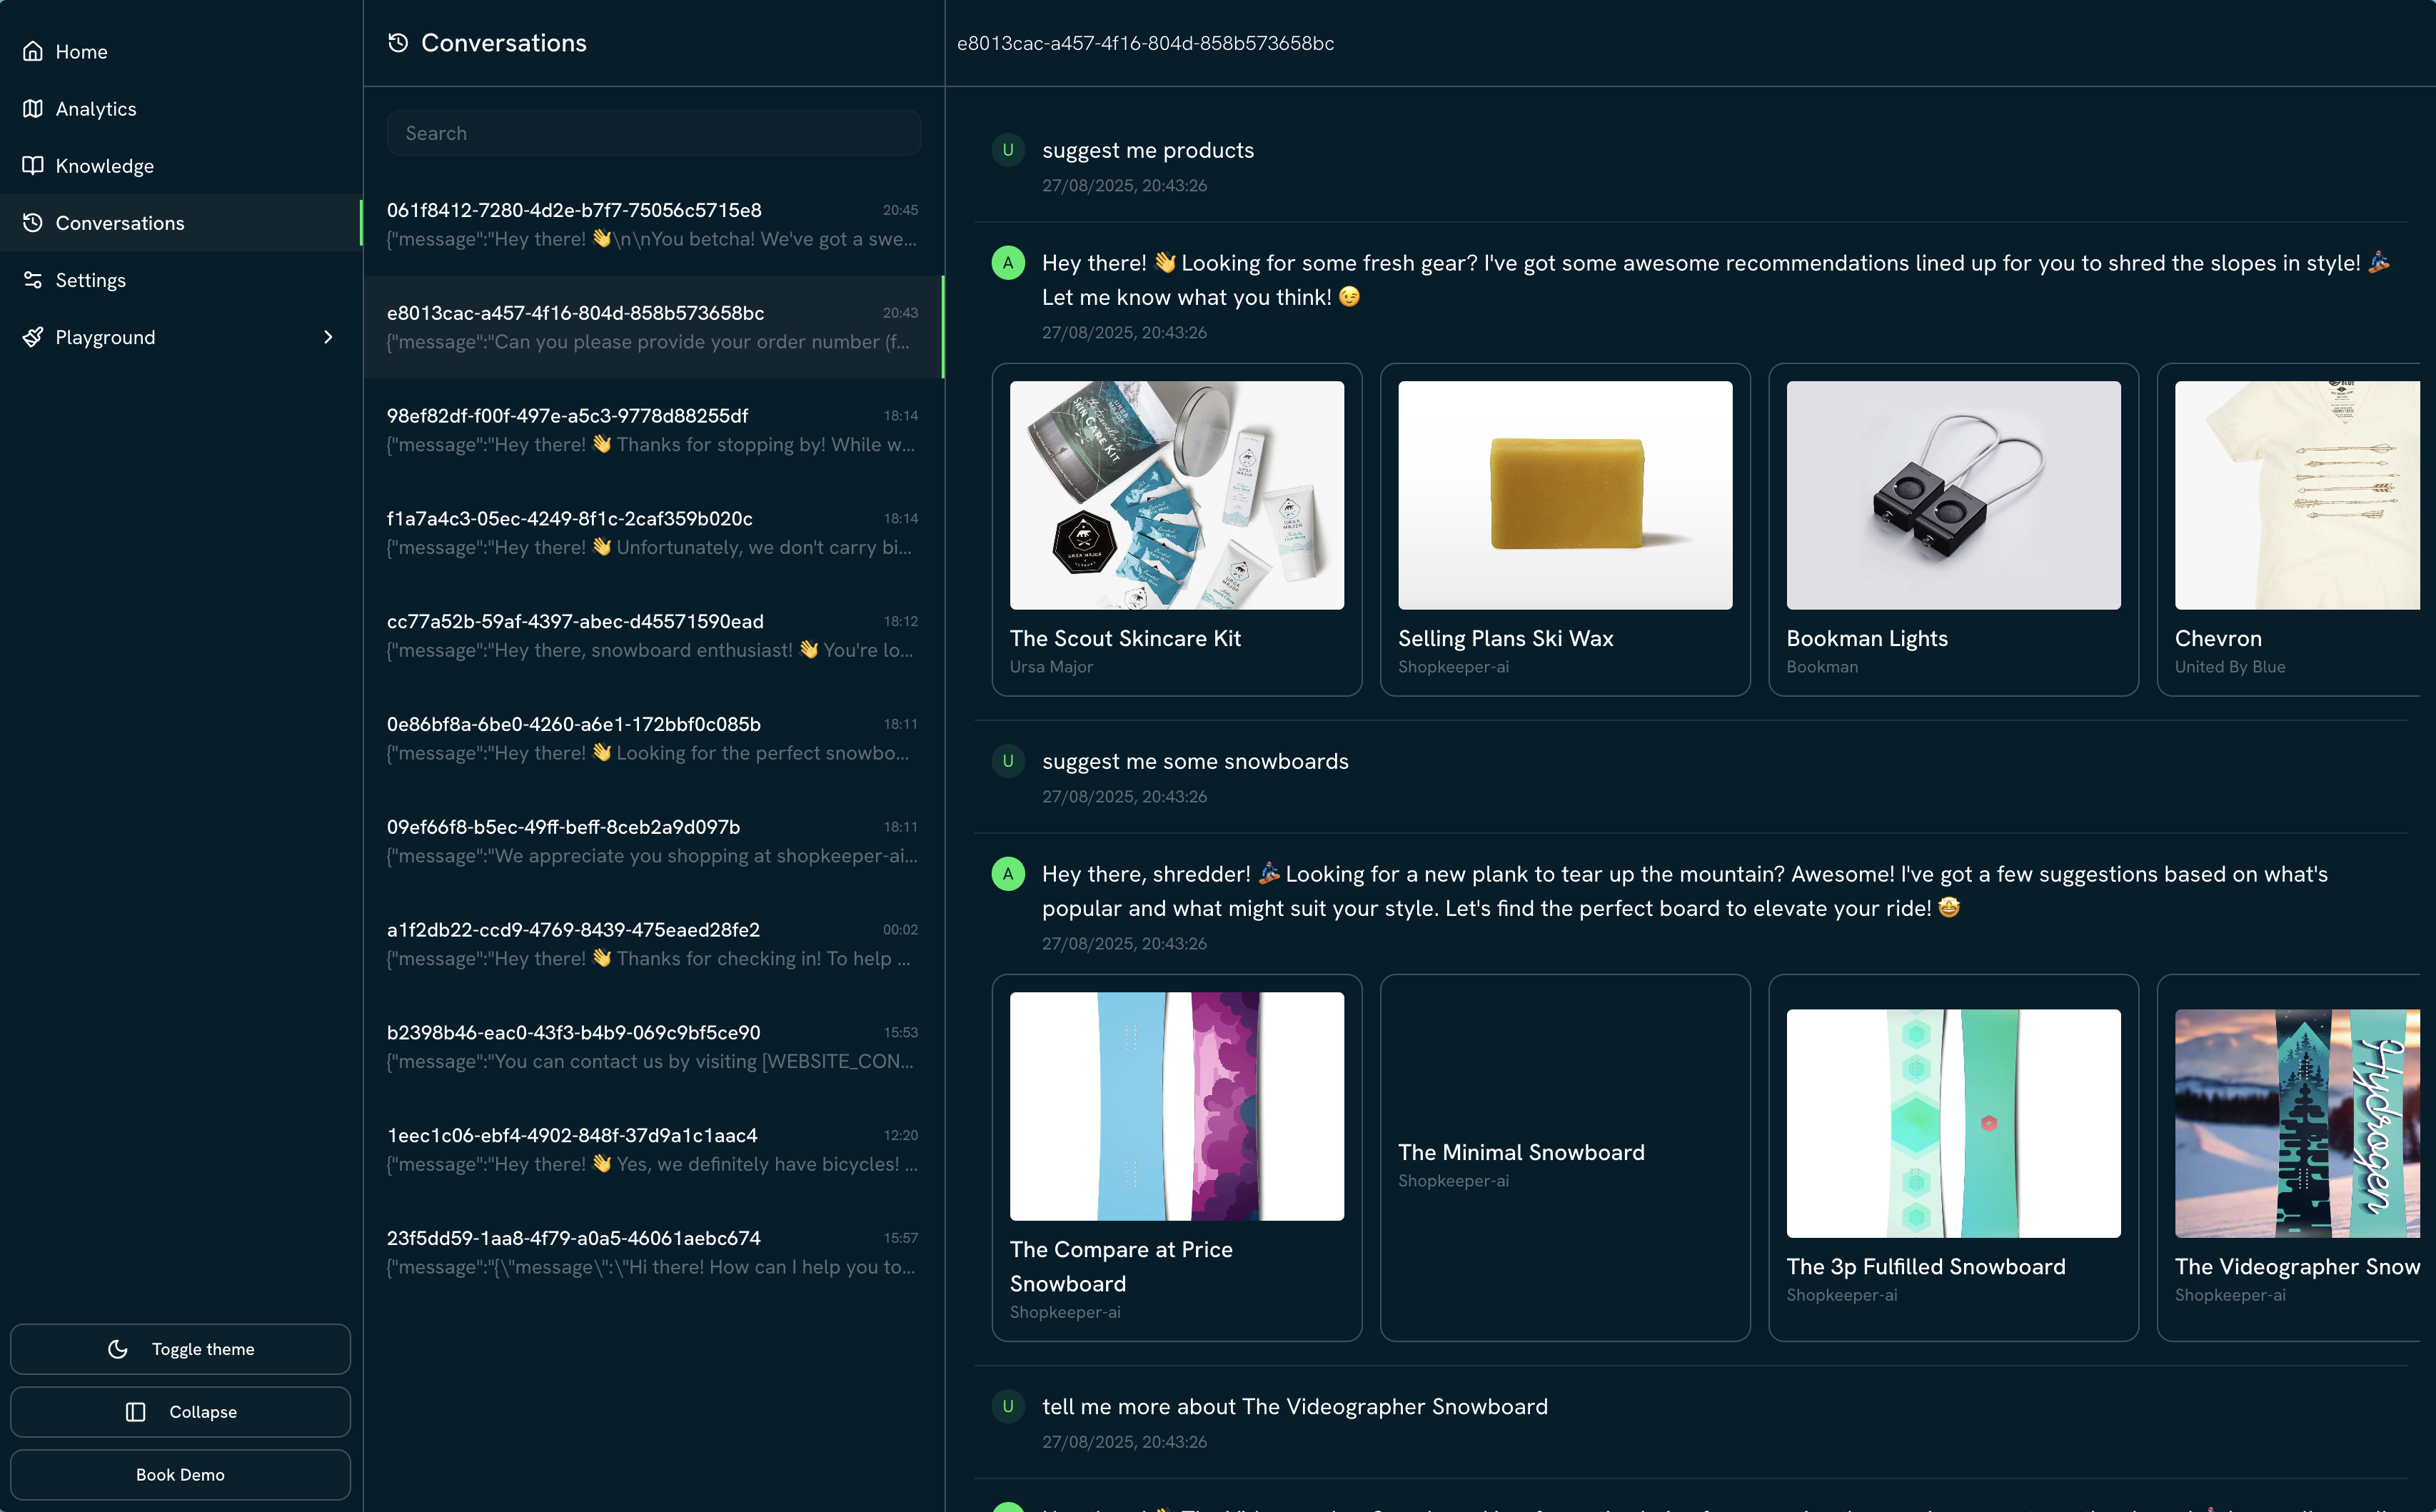 Home
Analytics
Knowledge
Conversations
Settings
Playground
Toggle theme
Collapse
Book Demo
Conversations
Search
061f8412-7280-4d2e-b7f7-75056c5715e8 20:45
{"message":"Hey there! 👋\n\nYou betcha! We've got a swe...
e8013cac-a457-4f16-804d-858b573658bc 20:43
{"message":"Can you please provide your order number (f...
98ef82df-f00f-497e-a5c3-9778d88255df 18:14
{"message":"Hey there! 👋 Thanks for stopping by! While w...
f1a7a4c3-05ec-4249-8f1c-2caf359b020c 18:14
{"message":"Hey there! 👋 Unfortunately, we don't carry bi...
cc77a52b-59af-4397-abec-d45571590ead 18:12
{"message":"Hey there, snowboard enthusiast! 👋 You're lo...
0e86bf8a-6be0-4260-a6e1-172bbf0c085b 18:11
{"message":"Hey there! 👋 Looking for the perfect snowbo...
09ef66f8-b5ec-49ff-beff-8ceb2a9d097b 18:11
{"message":"We appreciate you shopping at shopkeeper-ai...
a1f2db22-ccd9-4769-8439-475eaed28fe2 00:02
{"message":"Hey there! 👋 Thanks for checking in! To help ...
b2398b46-eac0-43f3-b4b9-069c9bf5ce90 15:53
{"message":"You can contact us by visiting [WEBSITE_CON...
1eec1c06-ebf4-4902-848f-37d9a1c1aac4 12:20
{"message":"Hey there! 👋 Yes, we definitely have bicycles! ...
23f5dd59-1aa8-4f79-a0a5-46061aebc674 15:57
{"message":"{\"message\":\"Hi there! How can I help you to...
e8013cac-a457-4f16-804d-858b573658bc
U suggest me products
27/08/2025, 20:43:26
A Hey there! 👋 Looking for some fresh gear? I've got some awesome recommendations lined up for you to shred the slopes in style! 🏂
Let me know what you think! 😉
27/08/2025, 20:43:26
SKIN CARE KIT
URSA MAJOR
The Scout Skincare Kit
Ursa Major
Selling Plans Ski Wax
Shopkeeper-ai
Bookman Lights
Bookman
Chevron
United By Blue
U suggest me some snowboards
27/08/2025, 20:43:26
A Hey there, shredder! 🏂 Looking for a new plank to tear up the mountain? Awesome! I've got a few suggestions based on what's
popular and what might suit your style. Let's find the perfect board to elevate your ride! 🤩
27/08/2025, 20:43:26
The Compare at Price
Snowboard
Shopkeeper-ai
The Minimal Snowboard
Shopkeeper-ai
The 3p Fulfilled Snowboard
Shopkeeper-ai
Hydrogen
The Videographer Snow
Shopkeeper-ai
U tell me more about The Videographer Snowboard
27/08/2025, 20:43:26